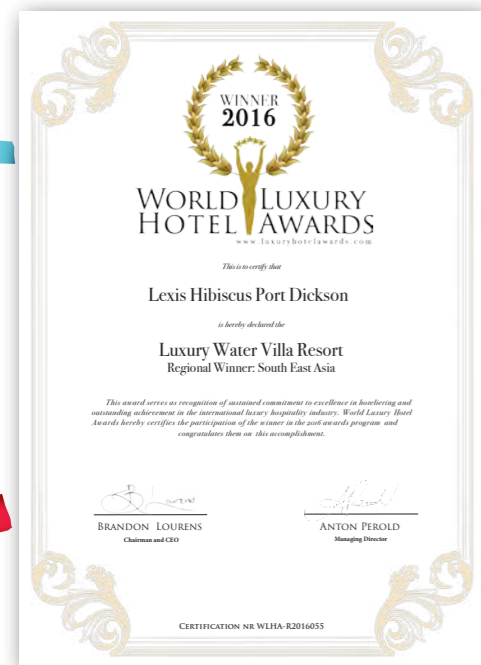 WINNER
2016
WORLD LUXURY
HOTEL AWARDS
www.luxuryhotelawards.com
This is to certify that
Lexis Hibiscus Port Dickson
is hereby declared the
Luxury Water Villa Resort
Regional Winner: South East Asia
This award serves as recognition of sustained commitment to excellence in hoteliering and
outstanding achievement in the international luxury hospitality industry. World Luxury Hotel
Awards hereby certifies the participation of the winner in the 2016 awards program and
congratulates them on this accomplishment.
BRANDON LOURENS
Chairman and CEO
ANTON PEROLD
Managing Director
CERTIFICATION NR WLHA-R2016055